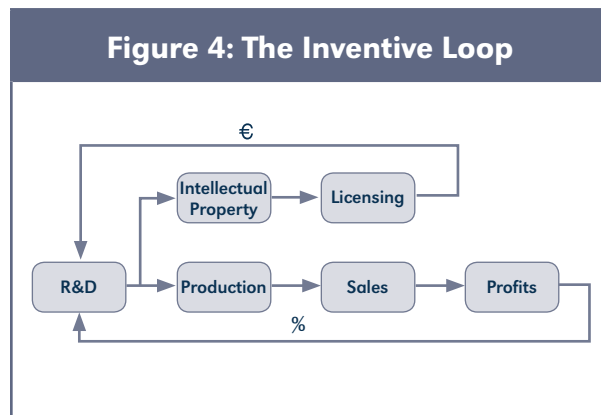 Figure 4: The Inventive Loop
€
Intellectual
Property
Licensing
R&D
Production
Sales
Profits
%